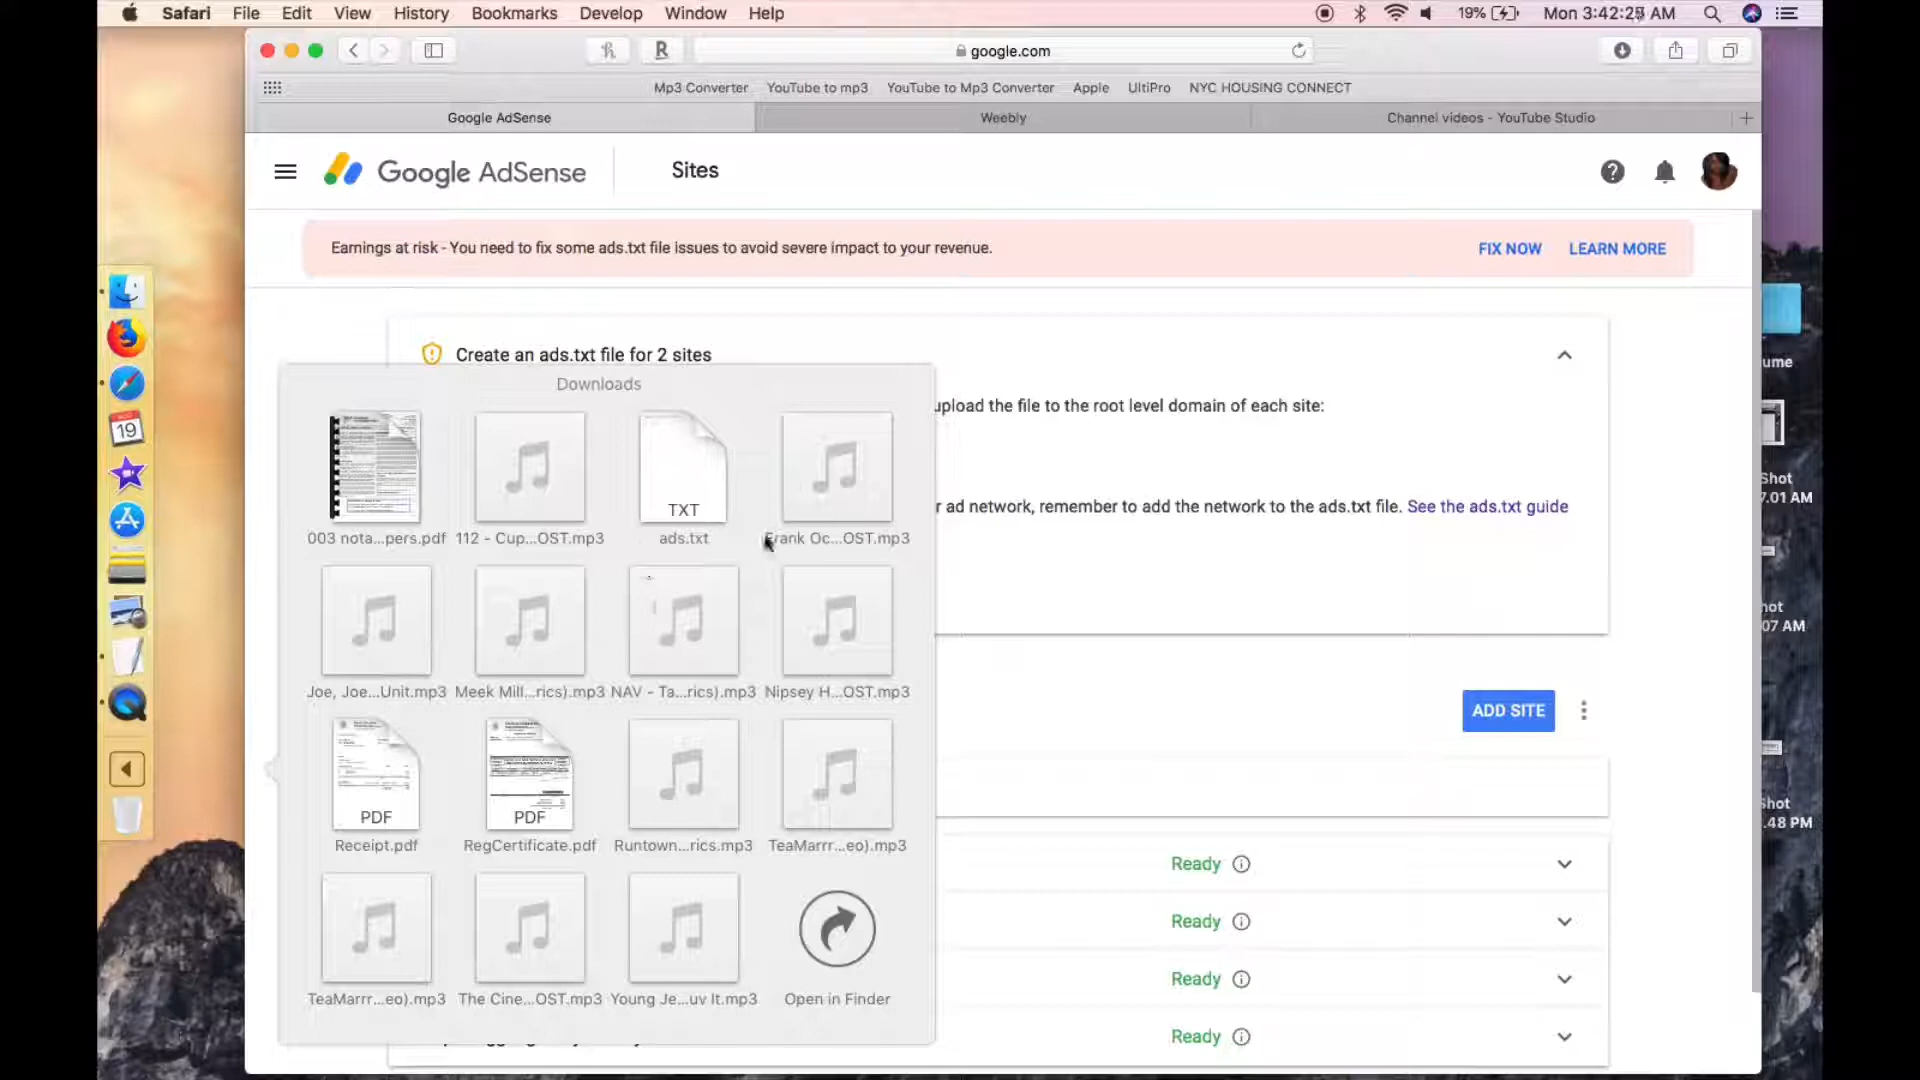 Safari File Edit View History Bookmarks Develop Window Help 19% Mon 3:42:25 AM
google.com
Mp3 Converter YouTube to mp3 YouTube to Mp3 Converter Apple UltiPro NYC HOUSING CONNECT
Google AdSense Weebly Channel videos - YouTube Studio
Google AdSense Sites
Earnings at risk - You need to fix some ads.txt file issues to avoid severe impact to your revenue. FIX NOW LEARN MORE
Create an ads.txt file for 2 sites
ume
Downloads
upload the file to the root level domain of each site:
19
TXT
Shot
7.01 AM
r ad network, remember to add the network to the ads.txt file. See the ads.txt guide
003 nota...pers.pdf 112 - Cup...OST.mp3 ads.txt Frank Oc...OST.mp3
07 AM
Joe, Joe...Unit.mp3 Meek Mill...rics).mp3 NAV - Ta...rics).mp3 Nipsey H...OST.mp3
ADD SITE
PDF PDF
Shot
.48 PM
Receipt.pdf RegCertificate.pdf Runtown...rics.mp3 TeaMarrr...eo).mp3
Ready
Ready
Ready
TeaMarrr...eo).mp3 The Cine...OST.mp3 Young Je...uv It.mp3 Open in Finder
Ready